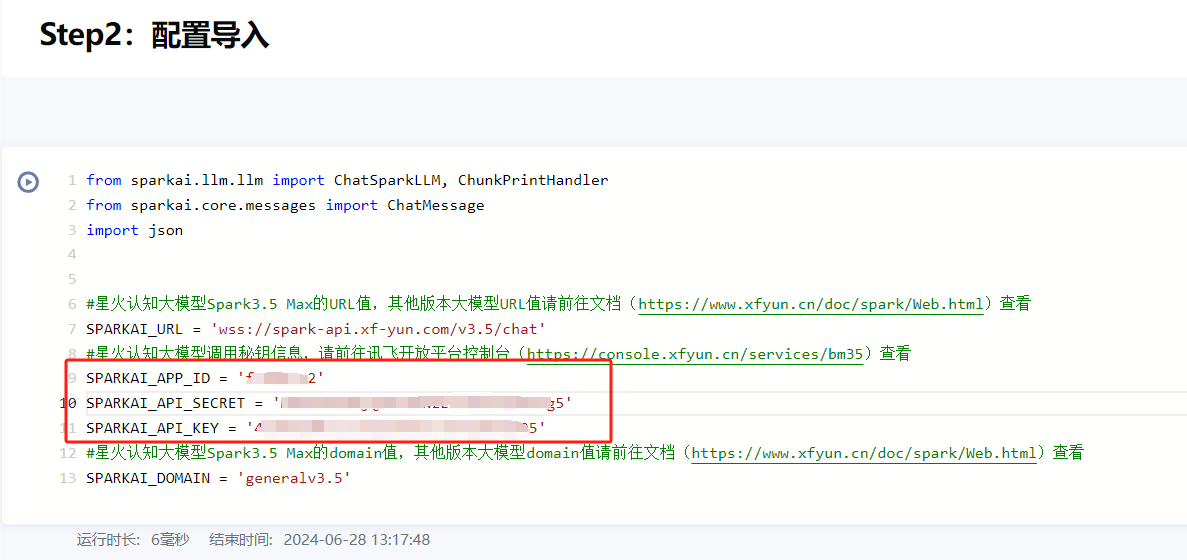 Step2：配置导入
1 from sparkai.llm.llm import ChatSparkLLM, ChunkPrintHandler
2 from sparkai.core.messages import ChatMessage
3 import json
4
5
6 #星火认知大模型Spark3.5 Max的URL值，其他版本大模型URL值请前往文档（https://www.xfyun.cn/doc/spark/Web.html）查看
7 SPARKAI_URL = 'wss://spark-api.xf-yun.com/v3.5/chat'
8 #星火认知大模型调用秘钥信息，请前往讯飞开放平台控制台（https://console.xfyun.cn/services/bm35）查看
9 SPARKAI_APP_ID = '
10 SPARKAI_API_SECRET = '
11 SPARKAI_API_KEY = '
12 #星火认知大模型Spark3.5 Max的domain值，其他版本大模型domain值请前往文档（https://www.xfyun.cn/doc/spark/Web.html）查看
13 SPARKAI_DOMAIN = 'generalv3.5'
运行时长: 6毫秒 结束时间: 2024-06-28 13:17:48